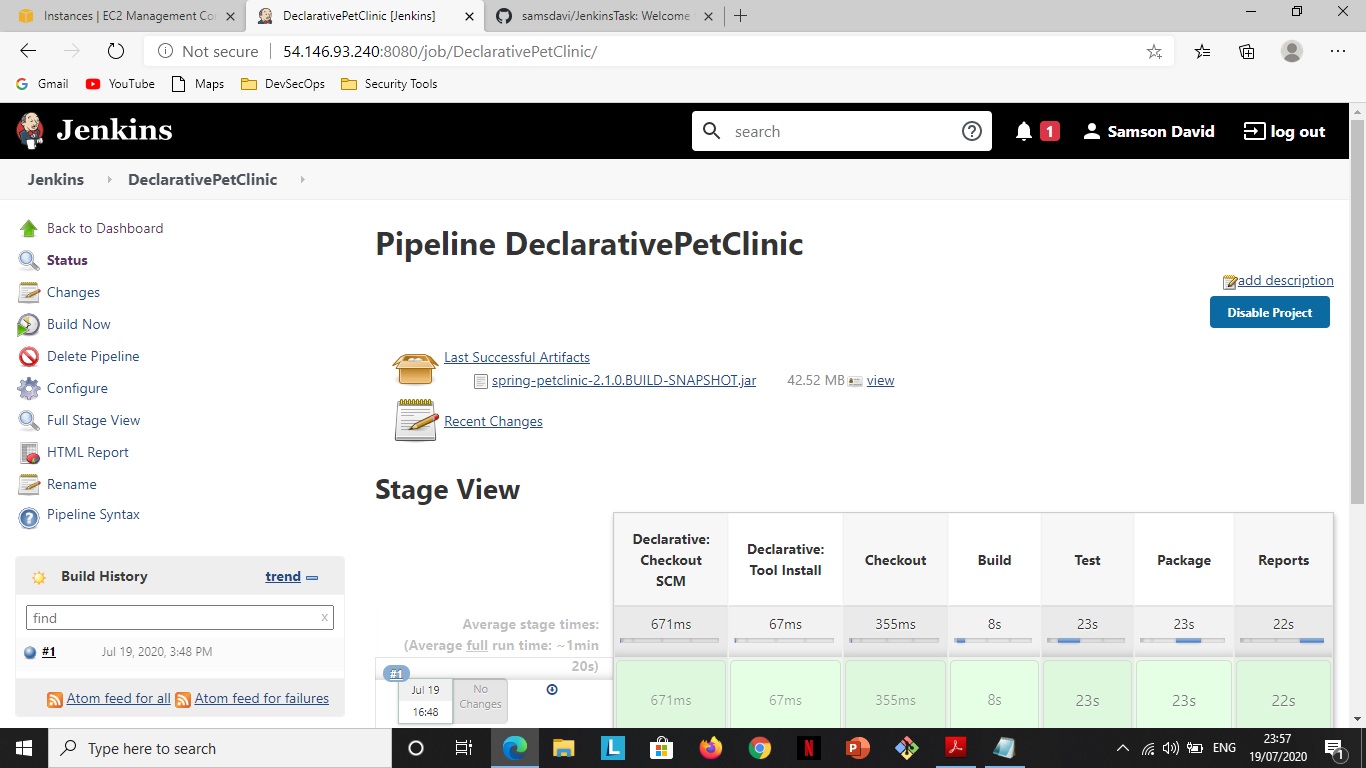 Instances | EC2 Management Co
DeclarativePetClinic [Jenkins]
samsdavi/JenkinsTask: Welcome
Not secure
54.146.93.240:8080/job/DeclarativePetClinic/
Gmail
YouTube
Maps
DevSecOps
Security Tools
Jenkins
search
1
Samson David
log out
Jenkins
DeclarativePetClinic
Back to Dashboard
Status
Changes
Build Now
Delete Pipeline
Configure
Full Stage View
HTML Report
Rename
Pipeline Syntax
Build History
trend
find
x
#1
Jul 19, 2020, 3:48 PM
Atom feed for all
Atom feed for failures
Pipeline DeclarativePetClinic
add description
Disable Project
Last Successful Artifacts
spring-petclinic-2.1.0.BUILD-SNAPSHOT.jar
42.52 MB
view
Recent Changes
Stage View
Declarative:
Checkout
SCM
Declarative:
Tool Install
Checkout
Build
Test
Package
Reports
Average stage times:
(Average full run time: ~1min
20s)
671ms
67ms
355ms
8s
23s
23s
22s
#1
Jul 19
16:48
No
Changes
671ms
67ms
355ms
8s
23s
23s
22s
Type here to search
ENG
23:57
19/07/2020
1